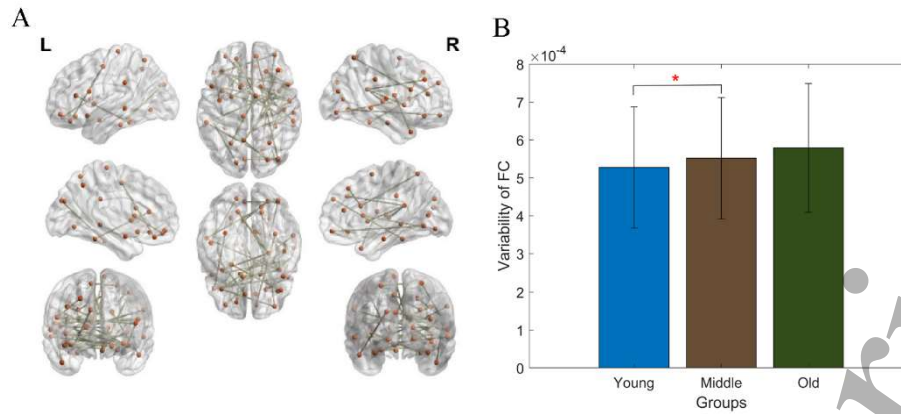 A
L
R
B
×10⁻⁴
8
7
6
5
4
3
2
1
0
*
Variability of FC
Young
Middle
Old
Groups